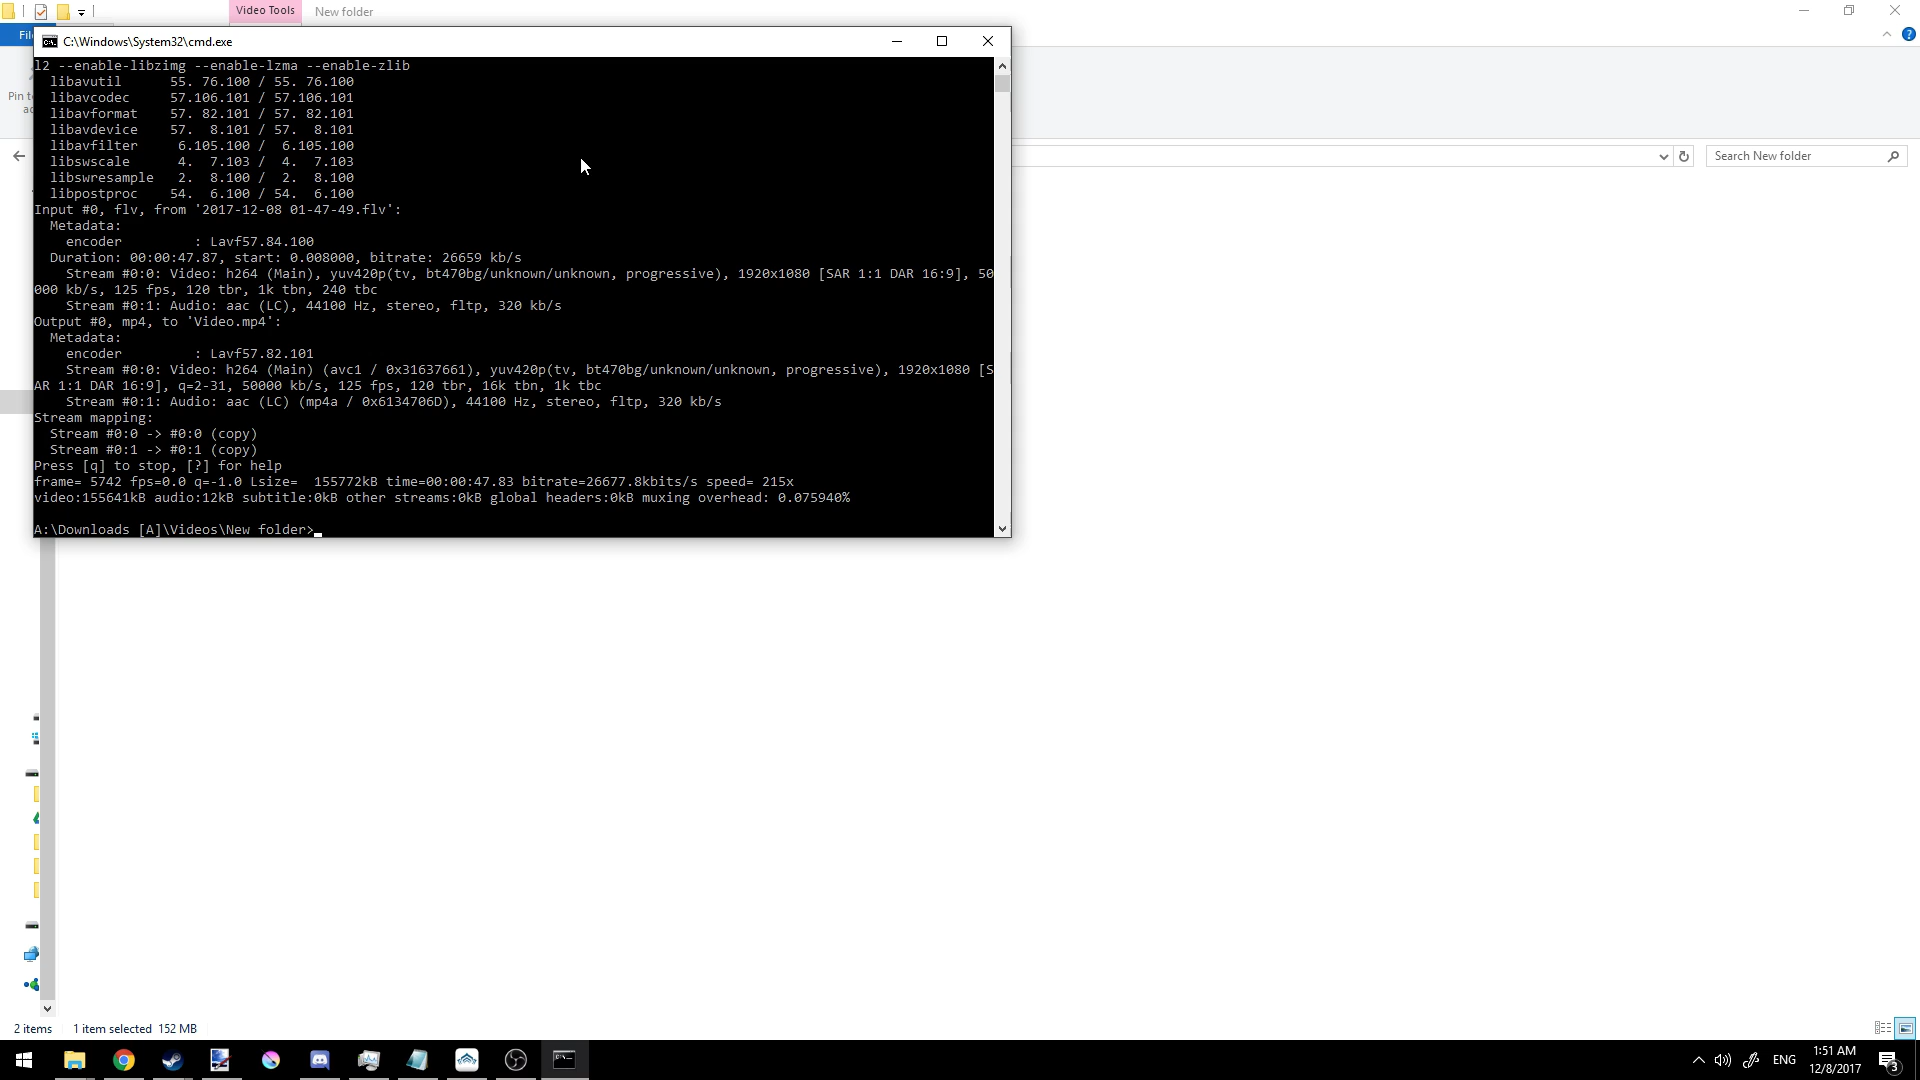 Video Tools
New folder
C:\Windows\System32\cmd.exe
l2 --enable-libzimg --enable-lzma --enable-zlib
libavutil      55. 76.100 / 55. 76.100
libavcodec     57.106.101 / 57.106.101
libavformat    57. 82.101 / 57. 82.101
libavdevice    57.  8.101 / 57.  8.101
libavfilter     6.105.100 /  6.105.100
libswscale      4.  7.103 /  4.  7.103
libswresample   2.  8.100 /  2.  8.100
libpostproc    54.  6.100 / 54.  6.100
Input #0, flv, from '2017-12-08 01-47-49.flv':
Metadata:
encoder         : Lavf57.84.100
Duration: 00:00:47.87, start: 0.008000, bitrate: 26659 kb/s
Stream #0:0: Video: h264 (Main), yuv420p(tv, bt470bg/unknown/unknown, progressive), 1920x1080 [SAR 1:1 DAR 16:9], 50
000 kb/s, 125 fps, 120 tbr, 1k tbn, 240 tbc
Stream #0:1: Audio: aac (LC), 44100 Hz, stereo, fltp, 320 kb/s
Output #0, mp4, to 'Video.mp4':
Metadata:
encoder         : Lavf57.82.101
Stream #0:0: Video: h264 (Main) (avc1 / 0x31637661), yuv420p(tv, bt470bg/unknown/unknown, progressive), 1920x1080 [S
AR 1:1 DAR 16:9], q=2-31, 50000 kb/s, 125 fps, 120 tbr, 16k tbn, 1k tbc
Stream #0:1: Audio: aac (LC) (mp4a / 0x6134706D), 44100 Hz, stereo, fltp, 320 kb/s
Stream mapping:
Stream #0:0 -> #0:0 (copy)
Stream #0:1 -> #0:1 (copy)
Press [q] to stop, [?] for help
frame= 5742 fps=0.0 q=-1.0 Lsize=  155772kB time=00:00:47.83 bitrate=26677.8kbits/s speed= 215x
video:155641kB audio:12kB subtitle:0kB other streams:0kB global headers:0kB muxing overhead: 0.075940%
A:\Downloads [A]\Videos\New folder>
Search New folder
2 items
1 item selected  152 MB
ENG
1:51 AM
12/8/2017
3